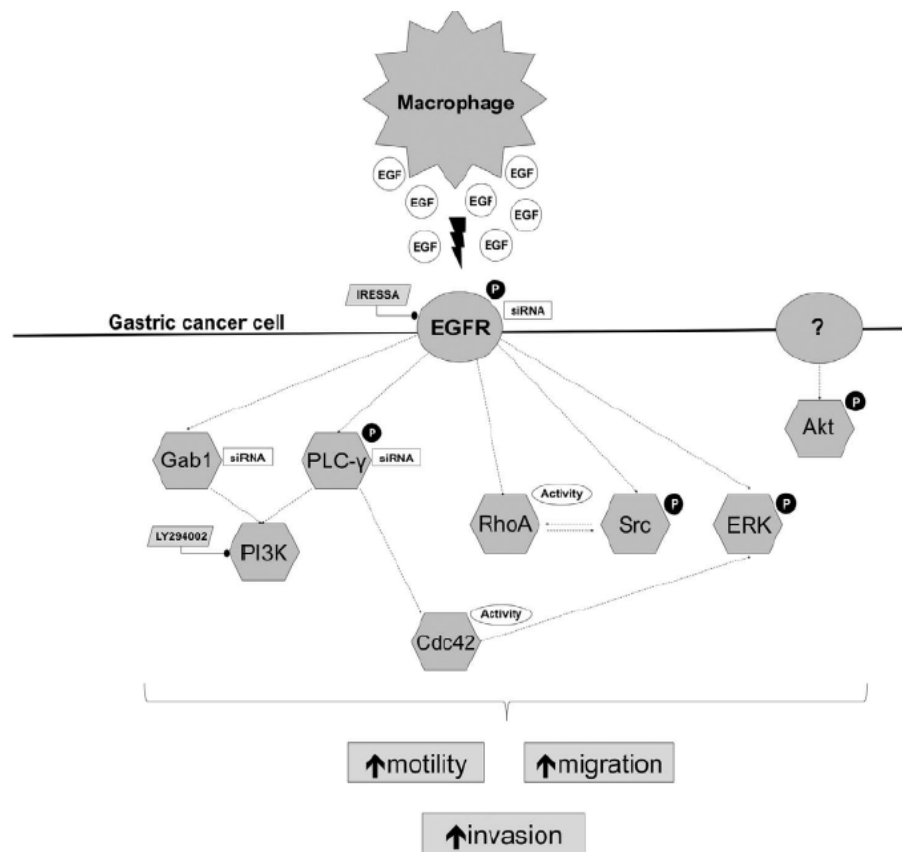 Macrophage
EGF
EGF
EGF
EGF
EGF
EGF
EGF
IRESSA
P
siRNA
Gastric cancer cell
EGFR
?
P
Akt
P
Gab1
siRNA
PLC-γ
siRNA
Activity
RhoA
P
Src
P
ERK
LY294002
PI3K
Activity
Cdc42
↑motility
↑migration
↑invasion